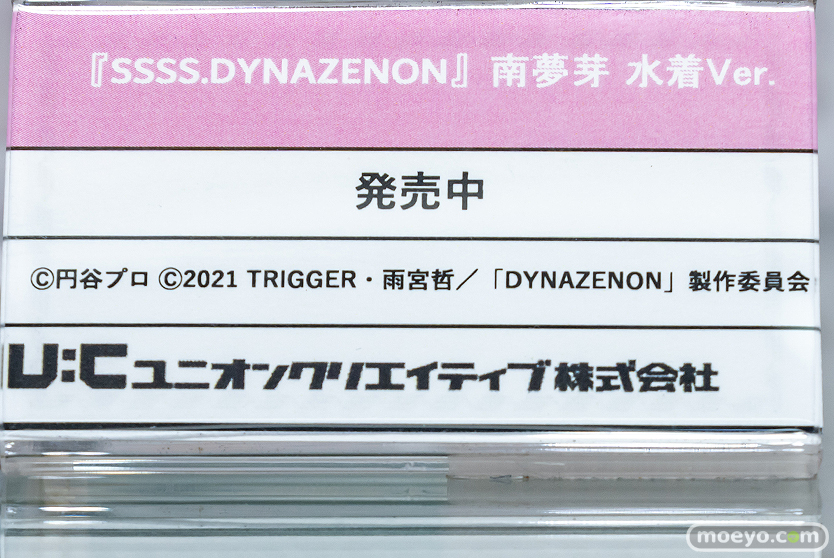 『SSSS.DYNAZENON』南夢芽 水着Ver.
発売中
©円谷プロ ©2021 TRIGGER・雨宮哲／「DYNAZENON」製作委員会
U:Cユニオンクリエイティブ株式会社
moeyo.com